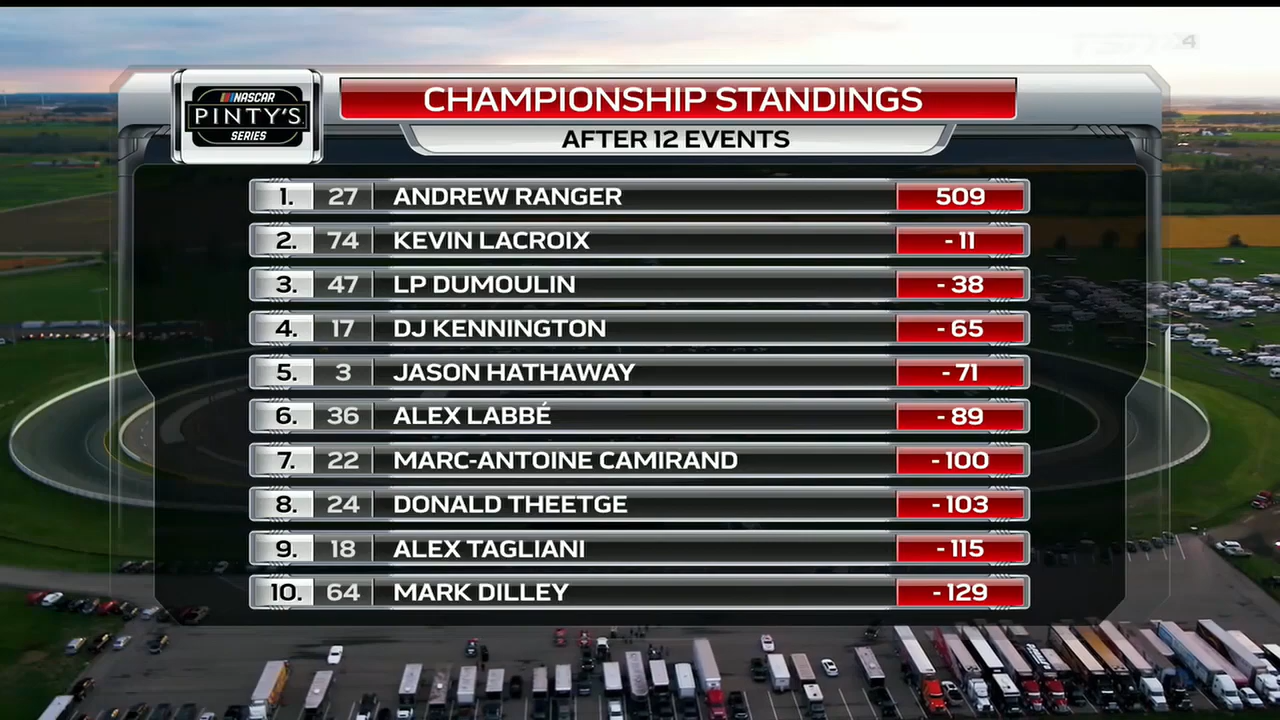 NASCAR
PINTY'S
SERIES
CHAMPIONSHIP STANDINGS
AFTER 12 EVENTS
1. 27 ANDREW RANGER 509
2. 74 KEVIN LACROIX - 11
3. 47 LP DUMOULIN - 38
4. 17 DJ KENNINGTON - 65
5. 3 JASON HATHAWAY - 71
6. 36 ALEX LABBÉ - 89
7. 22 MARC-ANTOINE CAMIRAND - 100
8. 24 DONALD THEETGE - 103
9. 18 ALEX TAGLIANI - 115
10. 64 MARK DILLEY - 129